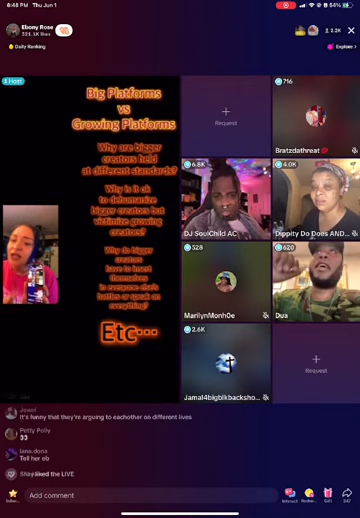 8:48 PM Thu Jun 1
54%
Ebony Rose
321.1K likes
3.2K
Daily Ranking
Explore
Host
Big Platforms
vs
Growing Platforms
Why are bigger
creators held
at different standards?
Why is it ok
to dehumanize
bigger creators but
victimize growing
creators?
Why do bigger
creators
have to insert
themselves
in everyone else's
battles or speak on
everything?
Etc...
Request
716
Bratzdathreat
6.8K
DJ SoulChild AC
4.0K
Dippity Do Does AND...
528
MarilynMonh0e
620
Dua
2.6K
Jamal4bigblkbacksho...
Request
Jewel
It's funny that they're arguing to eachother on different lives
Petty Polly
lana.dona
Tell her eb
Shay liked the LIVE
Add comment
Gift
247